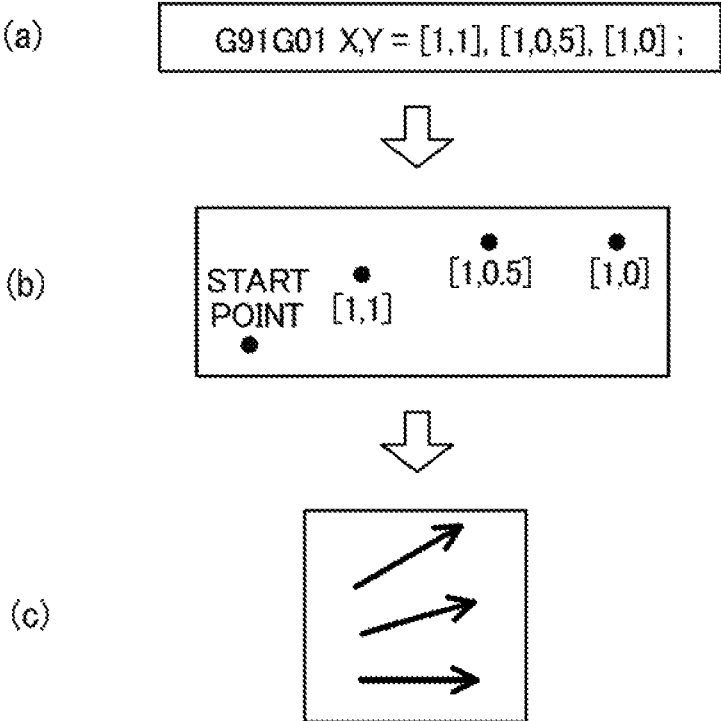 (a)
G91G01 X,Y = [1,1], [1,0,5], [1,0] ;
(b)
START
POINT
[1,1]
[1,0.5]
[1,0]
(c)